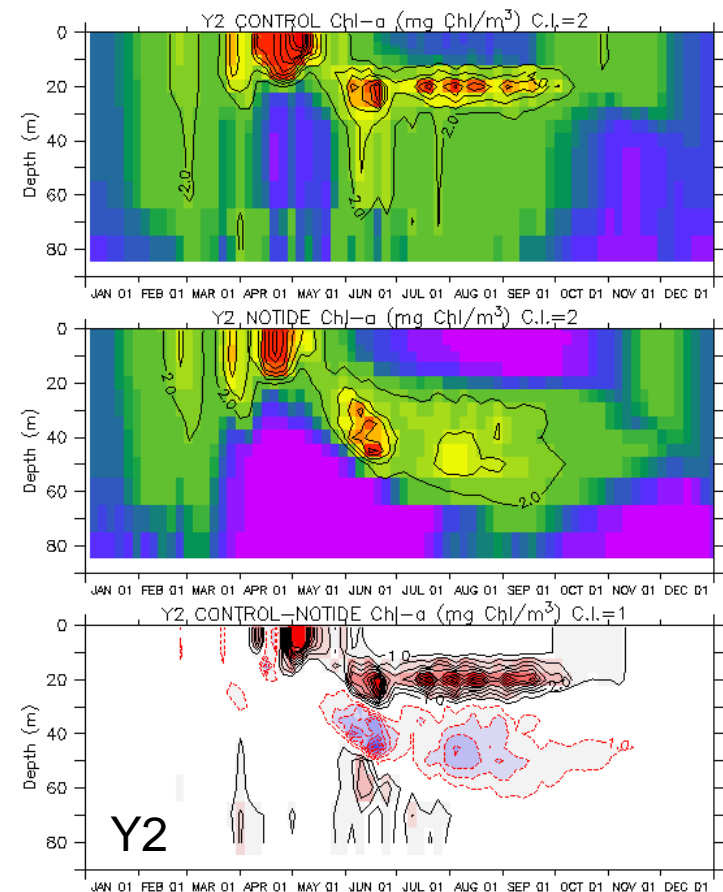 Y2 CONTROL Chl-a (mg Chl/m³) C.I.=2
0
20
40
60
80
Depth (m)
2.0
2.0
2.0
JAN 01 FEB 01 MAR 01 APR 01 MAY 01 JUN 01 JUL 01 AUG 01 SEP 01 OCT 01 NOV 01 DEC 01
Y2 NOTIDE Chl-a (mg Chl/m³) C.I.=2
0
20
40
60
80
Depth (m)
2.0
2.0
2.0
JAN 01 FEB 01 MAR 01 APR 01 MAY 01 JUN 01 JUL 01 AUG 01 SEP 01 OCT 01 NOV 01 DEC 01
Y2 CONTROL-NOTIDE Chl-a (mg Chl/m³) C.I.=1
0
20
40
60
80
Depth (m)
1.0
1.0
2.0
-1.0
Y2
JAN 01 FEB 01 MAR 01 APR 01 MAY 01 JUN 01 JUL 01 AUG 01 SEP 01 OCT 01 NOV 01 DEC 01